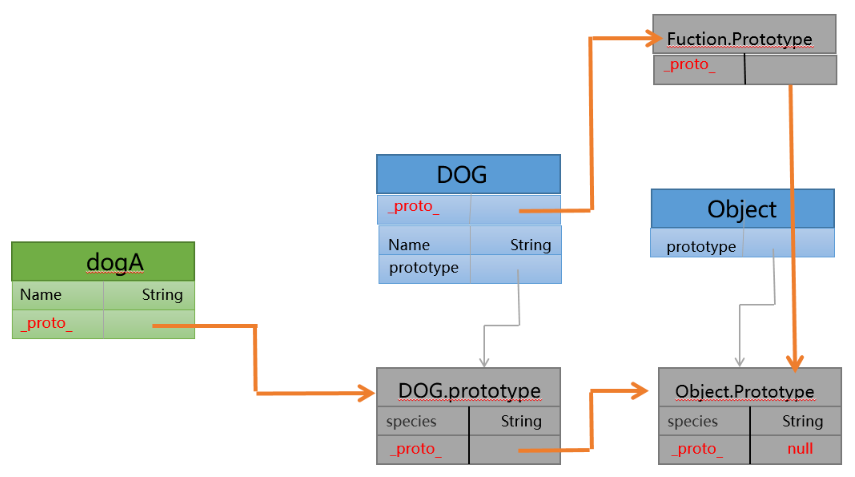 Fuction.Prototype
_proto_
DOG
_proto_
Name String
prototype
Object
prototype
dogA
Name String
_proto_
DOG.prototype
species String
_proto_
Object.Prototype
species String
_proto_ null